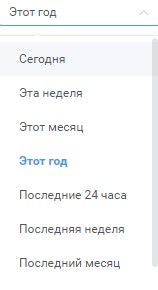 Этот год
Сегодня
Эта неделя
Этот месяц
Этот год
Последние 24 часа
Последняя неделя
Последний месяц